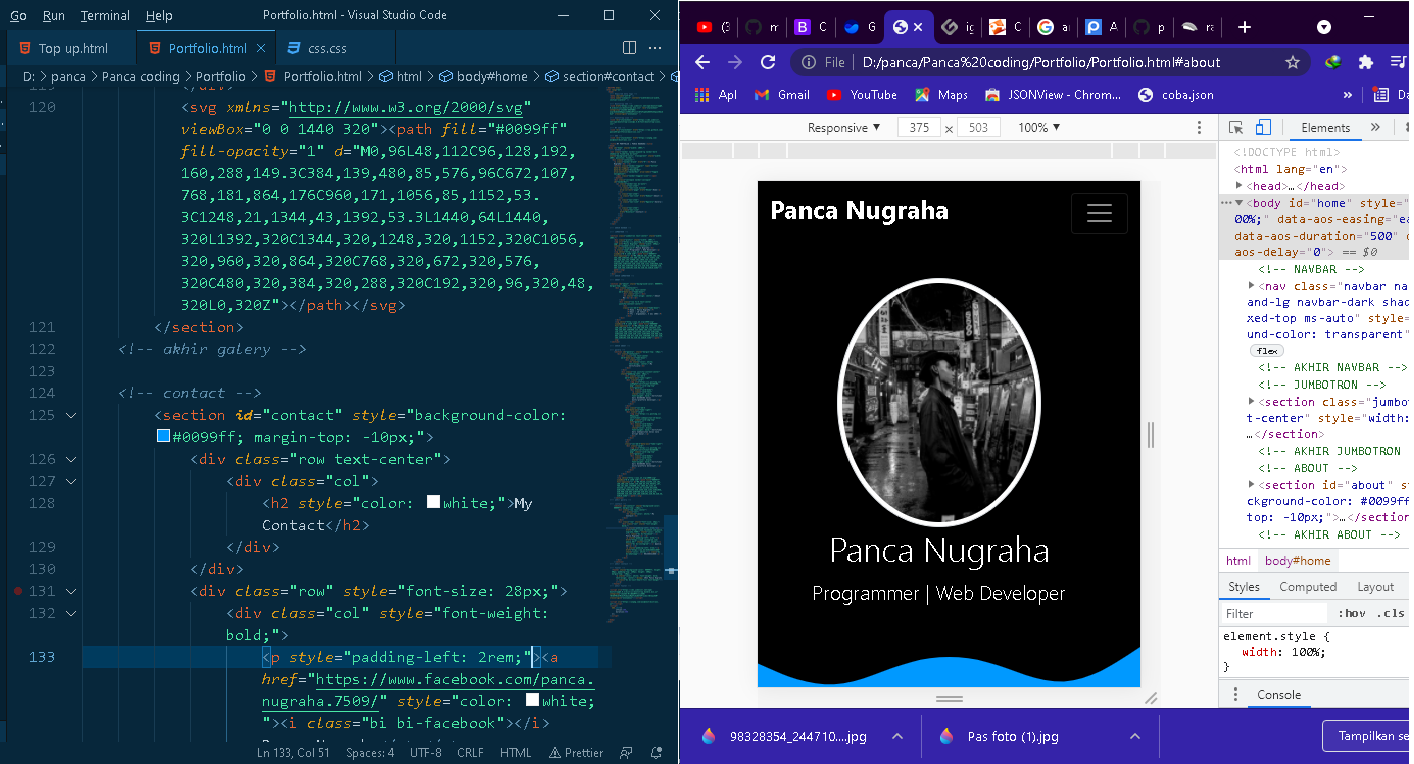 Go Run Terminal Help Portfolio.html - Visual Studio Code
Top up.html Portfolio.html css.css
D: > panca > Panca coding > Portfolio > Portfolio.html > html > body#home > section#contact >
120 <svg xmlns="http://www.w3.org/2000/svg"
viewBox="0 0 1440 320"><path fill="#0099ff"
fill-opacity="1" d="M0,96L48,112C96,128,192,
160,288,149.3C384,139,480,85,576,96C672,107,
768,181,864,176C960,171,1056,85,1152,53.
3C1248,21,1344,43,1392,53.3L1440,64L1440,
320L1392,320C1344,320,1248,320,1152,320C1056,
320,960,320,864,320C768,320,672,320,576,
320C480,320,384,320,288,320C192,320,96,320,48,
320L0,320Z"></path></svg>
121 </section>
122 <!-- akhir galery -->
123
124 <!-- contact -->
125 <section id="contact" style="background-color:
#0099ff; margin-top: -10px;">
126 <div class="row text-center">
127 <div class="col">
128 <h2 style="color: white;">My
Contact</h2>
129 </div>
130 </div>
131 <div class="row" style="font-size: 28px;">
132 <div class="col" style="font-weight:
bold;">
133 <p style="padding-left: 2rem;"><a
href="https://www.facebook.com/panca.
nugraha.7509/" style="color: white;
"><i class="bi bi-facebook"></i>
Ln 133, Col 51 Spaces: 4 UTF-8 CRLF HTML Prettier
File D:/panca/Panca%20coding/Portfolio/Portfolio.html#about
Apl Gmail YouTube Maps JSONView - Chrom... coba.json »
Responsive 375 x 503 100%
Elements »
Panca Nugraha
Panca Nugraha
Programmer | Web Developer
<!DOCTYPE html>
<html lang="en">
<head>…</head>
<body id="home" style="
00%;" data-aos-easing="ea
data-aos-duration="500"
aos-delay="0"> == $0
<!-- NAVBAR -->
<nav class="navbar na
and-lg navbar-dark shad
xed-top ms-auto" style=
und-color: transparent"
flex
<!-- AKHIR NAVBAR -->
<!-- JUMBOTRON -->
<section class="jumbo
t-center" style="width:
…</section>
<!-- AKHIR JUMBOTRON
<!-- ABOUT -->
<section id="about" st
ckground-color: #0099ff
top: -10px;">…</section
<!-- AKHIR ABOUT -->
html body#home
Styles Computed Layout
Filter :hov .cls
element.style {
width: 100%;
}
Console
98328354_244710....jpg Pas foto (1).jpg Tampilkan se